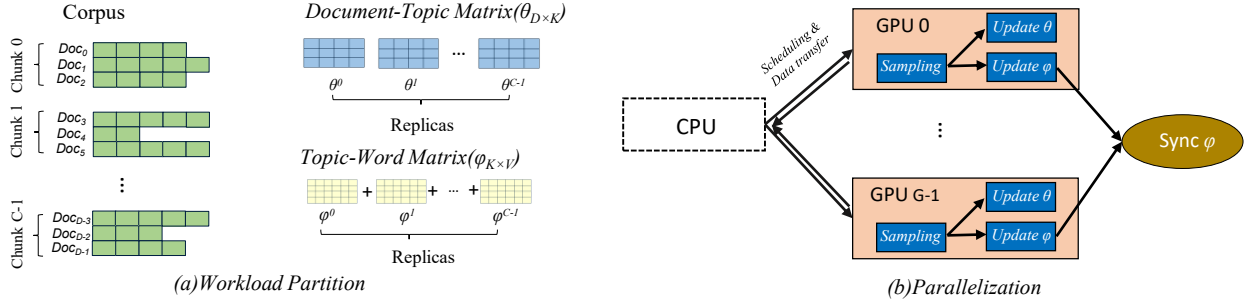 Corpus
Chunk 0
Doc0
Doc1
Doc2
Chunk 1
Doc3
Doc4
Doc5
...
Chunk C-1
DocD-3
DocD-2
DocD-1
Document-Topic Matrix(θD×K)
...
θ0
θ1
θC-1
Replicas
Topic-Word Matrix(φK×V)
+ + ... +
φ0
φ1
φC-1
Replicas
(a)Workload Partition
CPU
Scheduling &
Data transfer
GPU 0
Sampling
Update θ
Update φ
...
GPU G-1
Sampling
Update θ
Update φ
Sync φ
(b)Parallelization